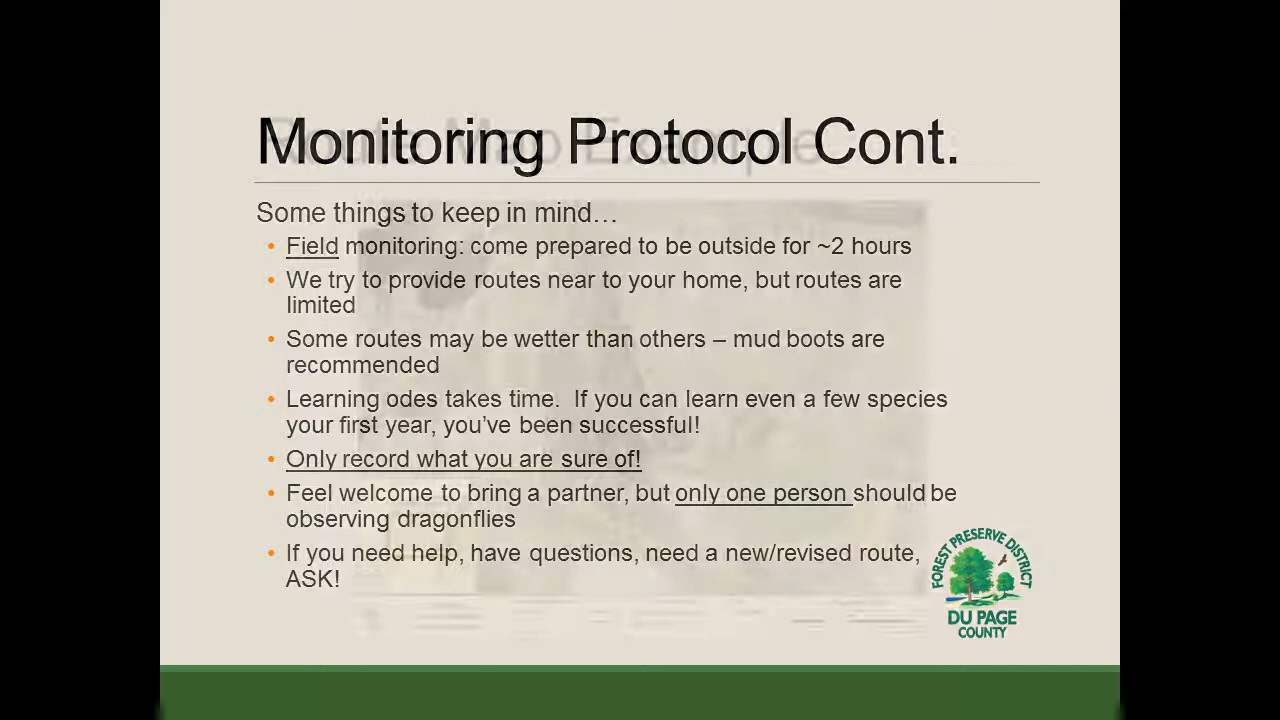 Monitoring Protocol Cont.
Route Map Example
Some things to keep in mind…
• Field monitoring: come prepared to be outside for ~2 hours
• We try to provide routes near to your home, but routes are
limited
• Some routes may be wetter than others – mud boots are
recommended
• Learning odes takes time.  If you can learn even a few species
your first year, you’ve been successful!
• Only record what you are sure of!
• Feel welcome to bring a partner, but only one person should be
observing dragonflies
• If you need help, have questions, need a new/revised route,
ASK!
FOREST PRESERVE DISTRICT
DU PAGE
COUNTY